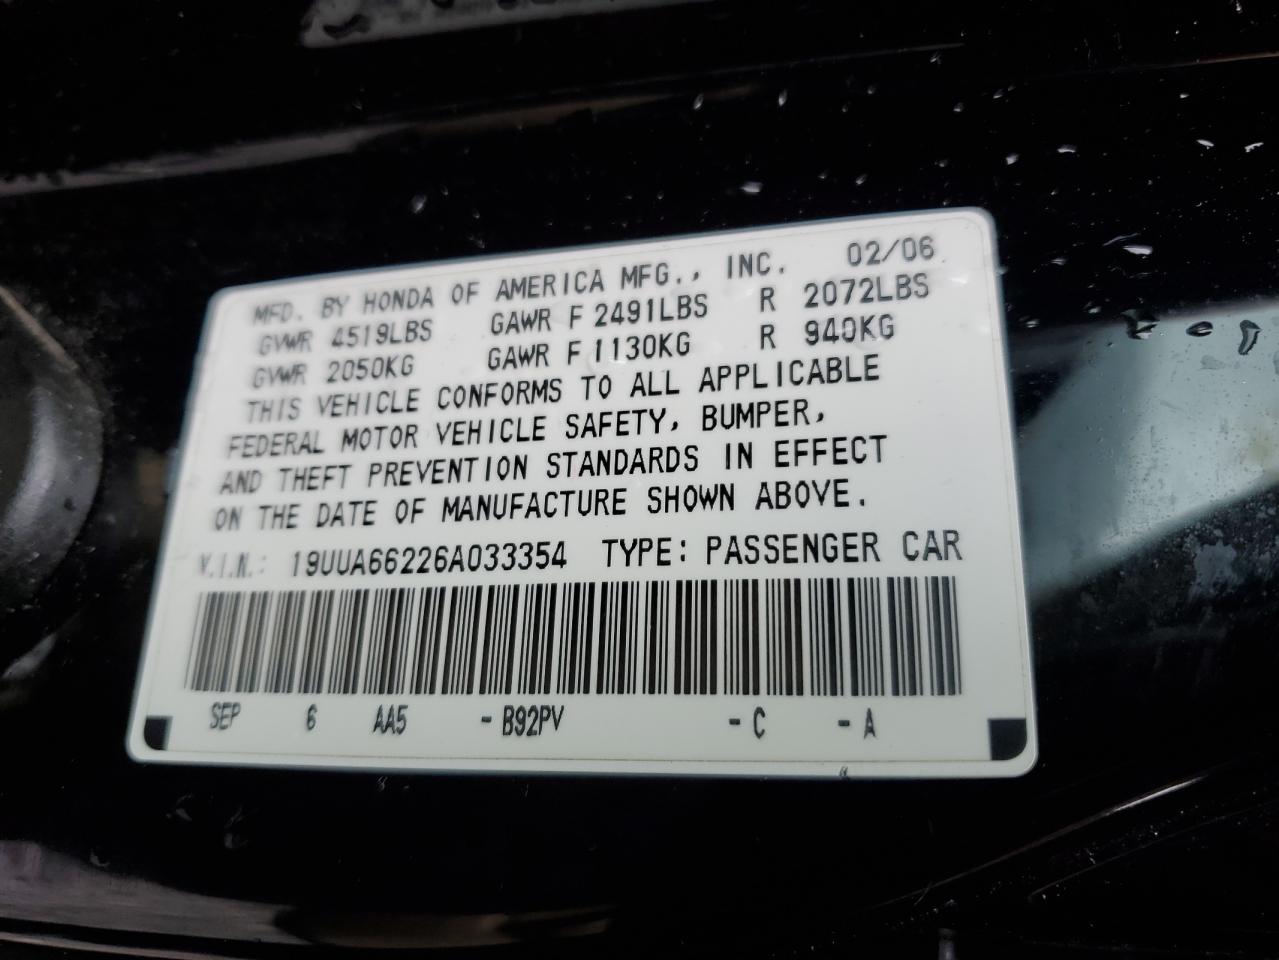 MFD. BY HONDA OF AMERICA MFG., INC. 02/06
GVWR 4519LBS GAWR F 2491LBS R 2072LBS
GVWR 2050KG GAWR F 1130KG R 940KG
THIS VEHICLE CONFORMS TO ALL APPLICABLE
FEDERAL MOTOR VEHICLE SAFETY, BUMPER,
AND THEFT PREVENTION STANDARDS IN EFFECT
ON THE DATE OF MANUFACTURE SHOWN ABOVE.
V.I.N.: 19UUA66226A033354 TYPE: PASSENGER CAR
SEP 6 AA5 -B92PV -C -A